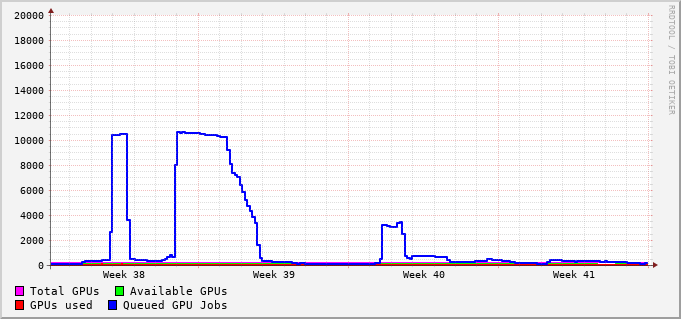 20000
18000
16000
14000
12000
10000
8000
6000
4000
2000
0
Week 38 Week 39 Week 40 Week 41
Total GPUs Available GPUs
GPUs used Queued GPU Jobs
RRDTOOL / TOBI OETIKER